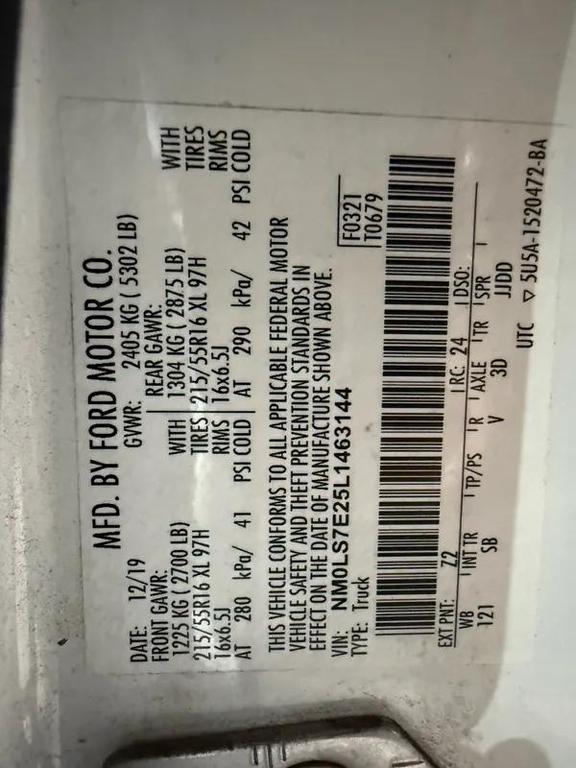 MFD. BY FORD MOTOR CO.
DATE: 12/19 GVWR: 2405 KG ( 5302 LB)
FRONT GAWR: REAR GAWR:
1225 KG ( 2700 LB) WITH 1304 KG ( 2875 LB) WITH
215/55R16 XL 97H TIRES 215/55R16 XL 97H TIRES
16x6.5J RIMS 16x6.5J RIMS
AT 280 kPa/ 41 PSI COLD AT 290 kPa/ 42 PSI COLD
THIS VEHICLE CONFORMS TO ALL APPLICABLE FEDERAL MOTOR
VEHICLE SAFETY AND THEFT PREVENTION STANDARDS IN
EFFECT ON THE DATE OF MANUFACTURE SHOWN ABOVE.
VIN: NM0LS7E25L1463144 F0321
TYPE: Truck T0679
EXT PNT: Z2 RC: 24 DSO:
WB INT TR TP/PS R AXLE TR SPR
121 SB V 3D JJDD
UTC ▽ 5U5A-1520472-BA